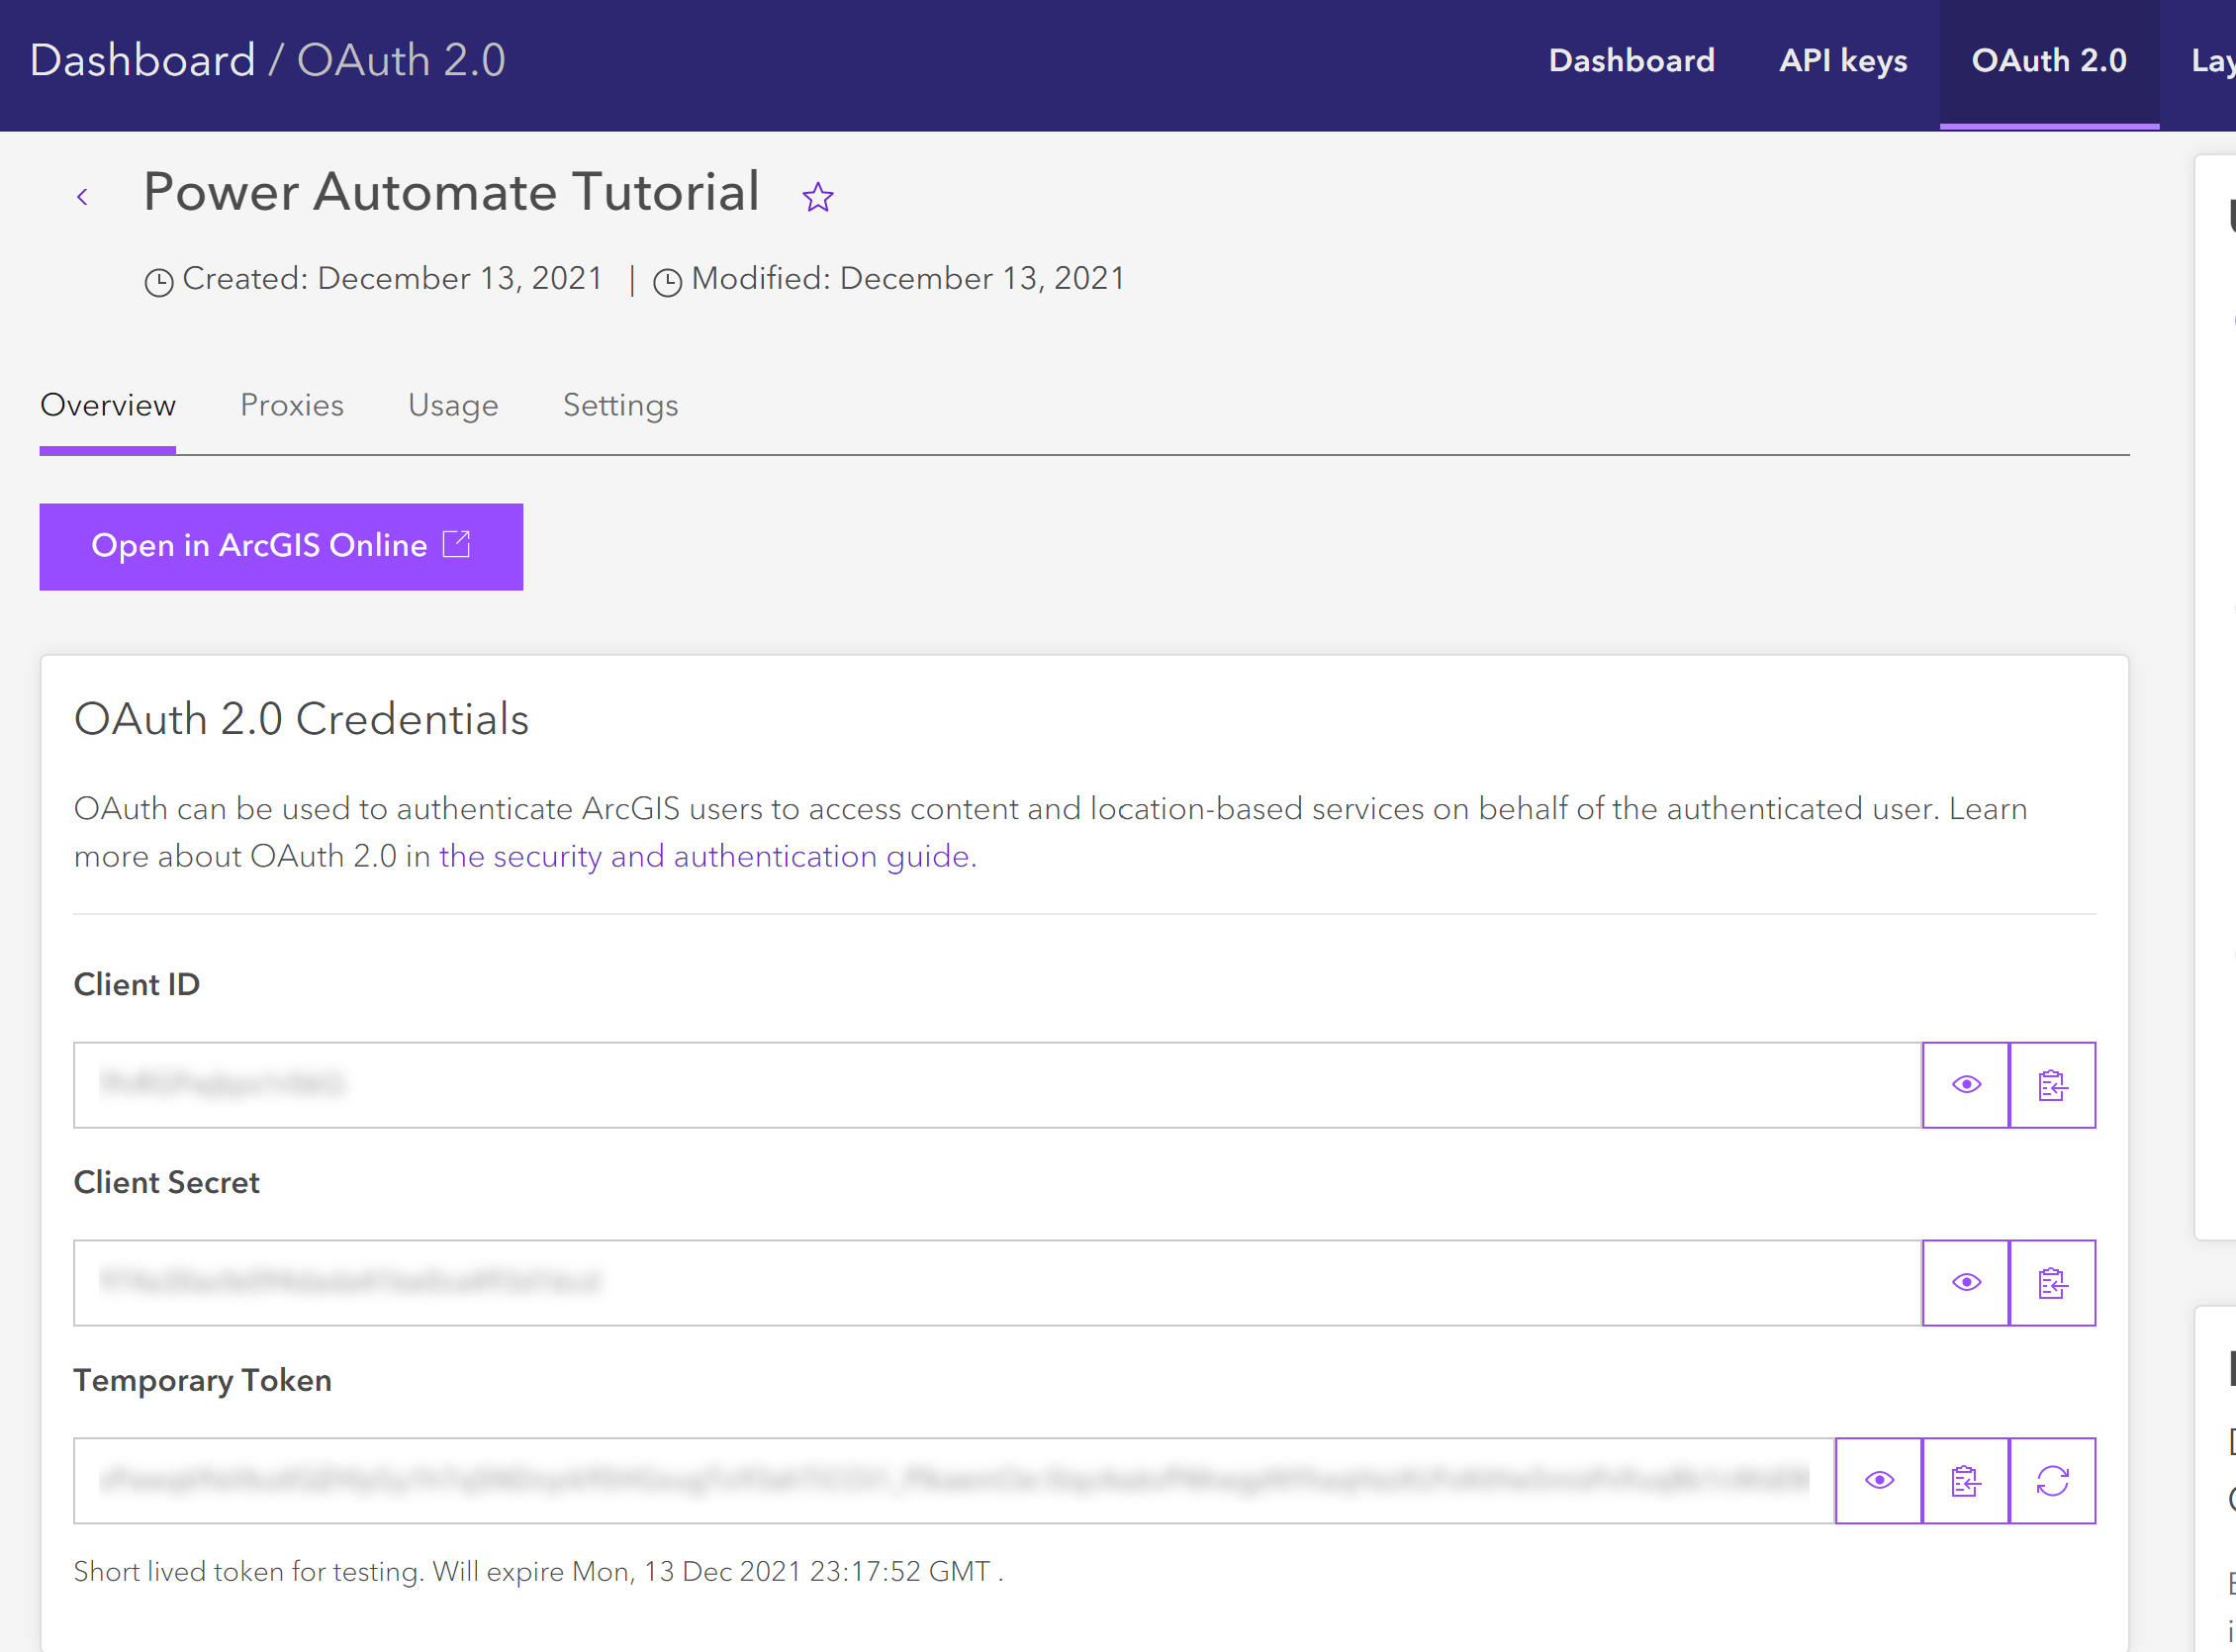 Dashboard / OAuth 2.0
Dashboard API keys OAuth 2.0
Power Automate Tutorial
Created: December 13, 2021 | Modified: December 13, 2021
Overview Proxies Usage Settings
Open in ArcGIS Online
OAuth 2.0 Credentials
OAuth can be used to authenticate ArcGIS users to access content and location-based services on behalf of the authenticated user. Learn
more about OAuth 2.0 in the security and authentication guide.
Client ID
Client Secret
Temporary Token
Short lived token for testing. Will expire Mon, 13 Dec 2021 23:17:52 GMT .